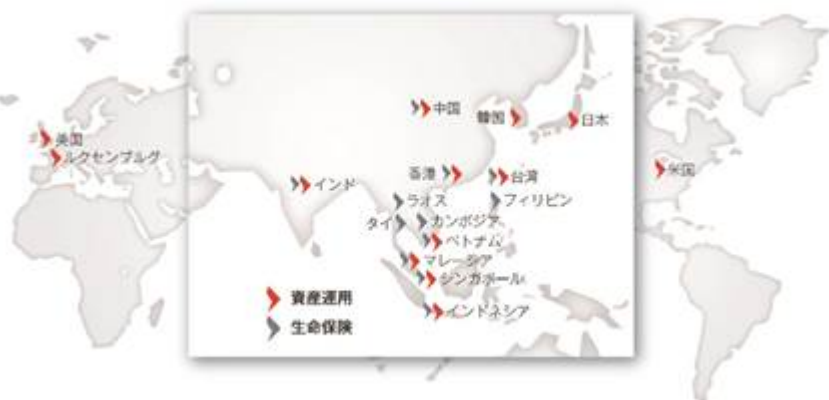 中国
韓国
日本
英国
ルクセンブルグ
インド
香港
台湾
米国
ラオス
フィリピン
タイ
カンボジア
ベトナム
マレーシア
シンガポール
インドネシア
資産運用
生命保険